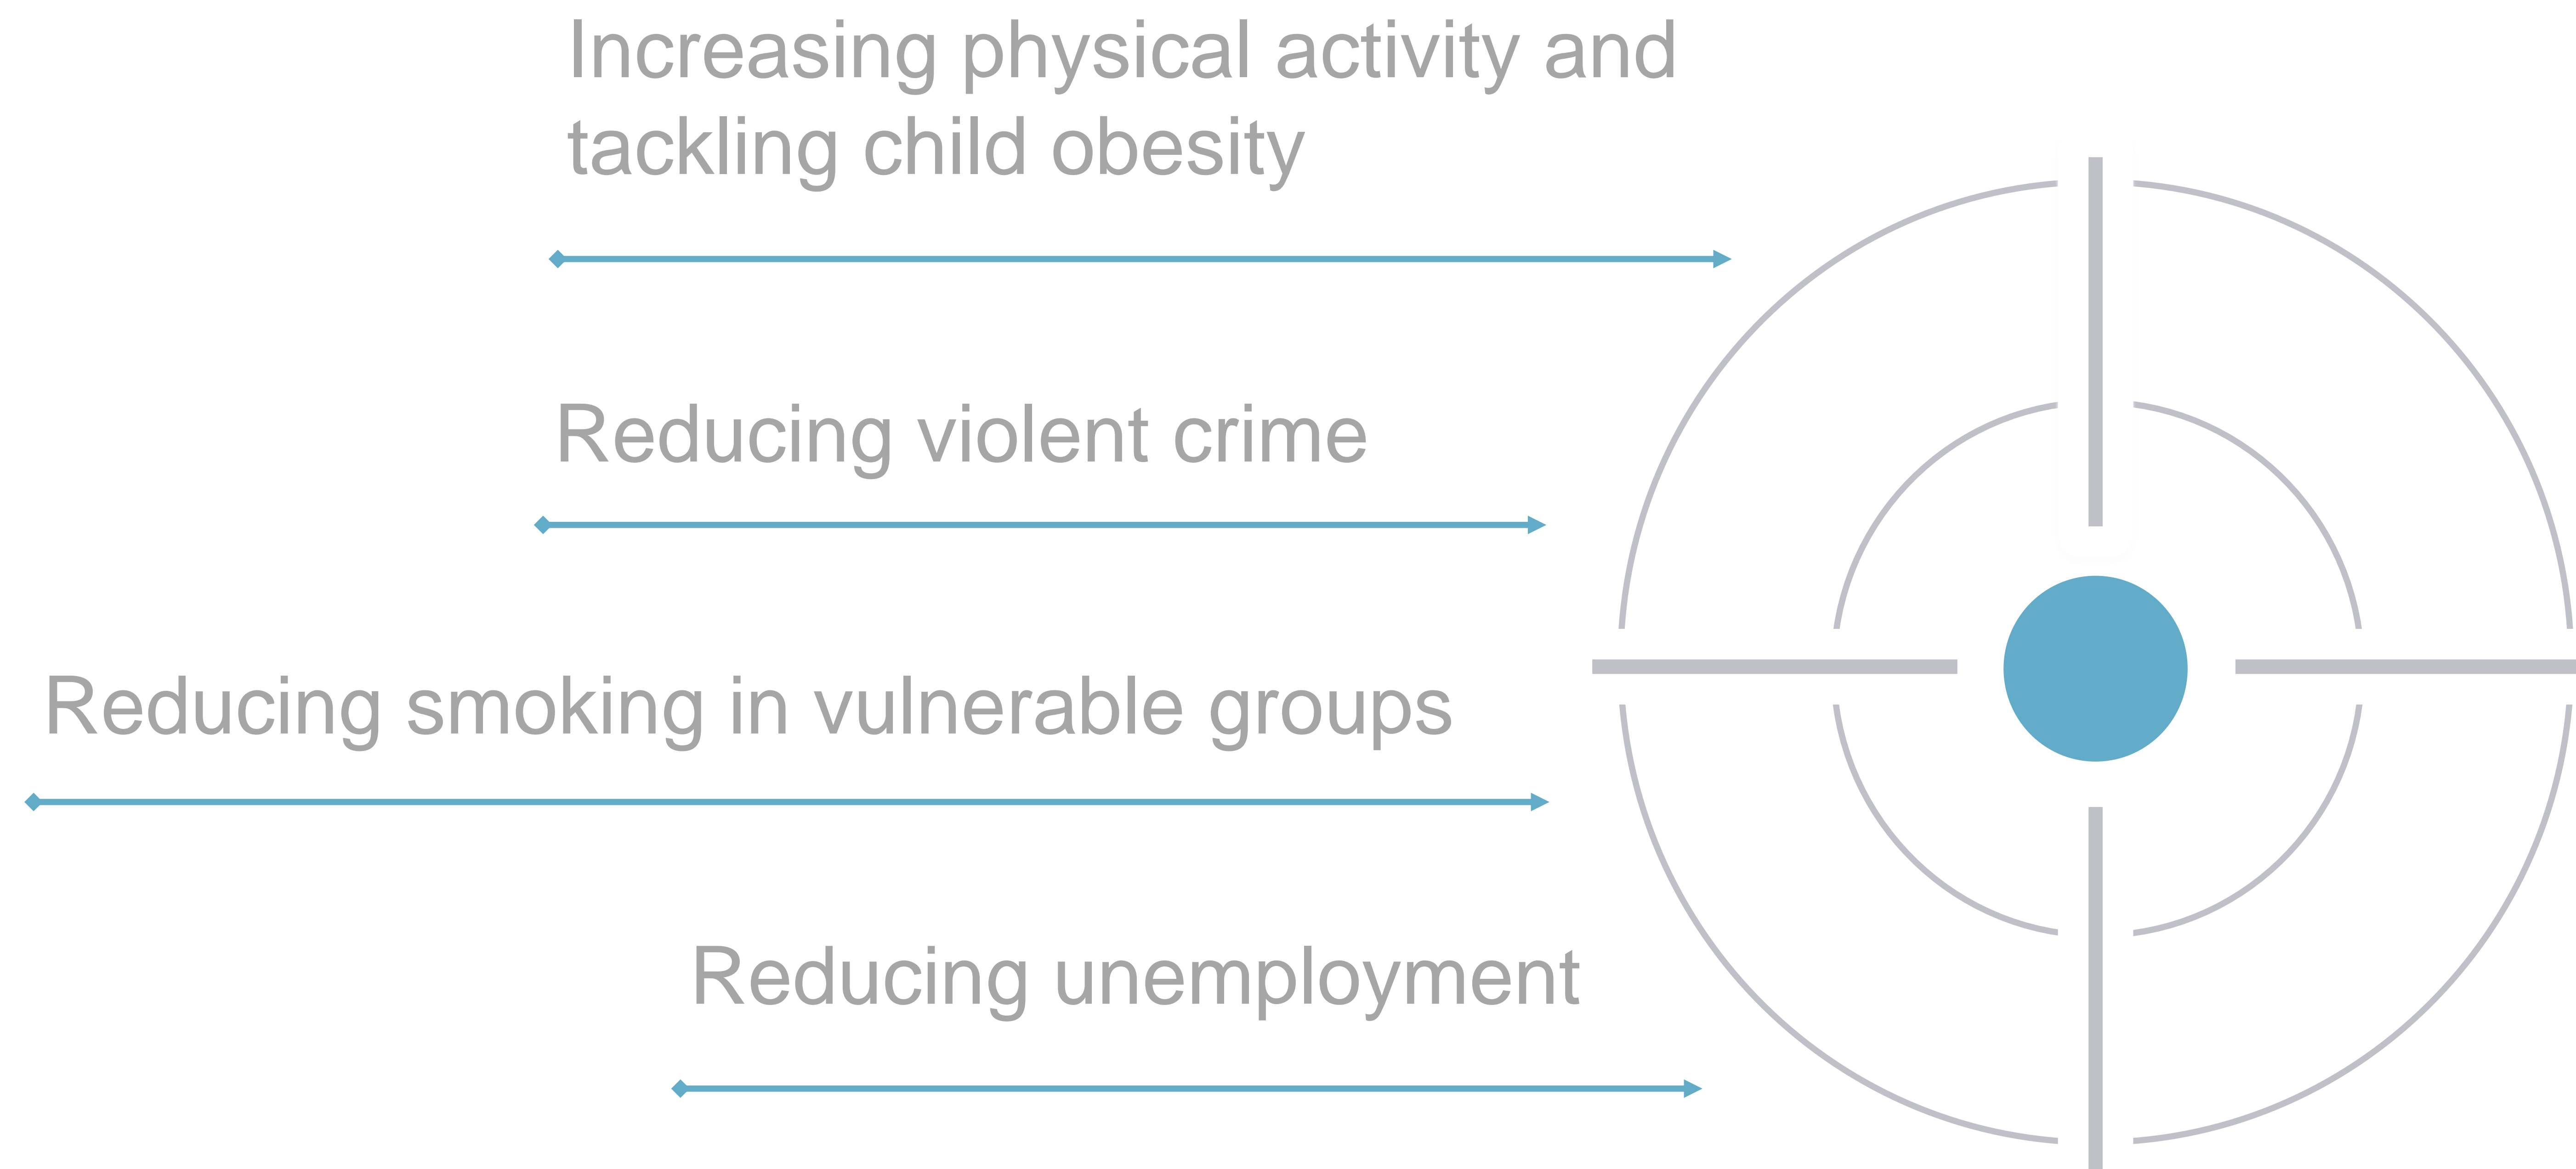 Increasing physical activity and
tackling child obesity
Reducing violent crime
Reducing smoking in vulnerable groups
Reducing unemployment